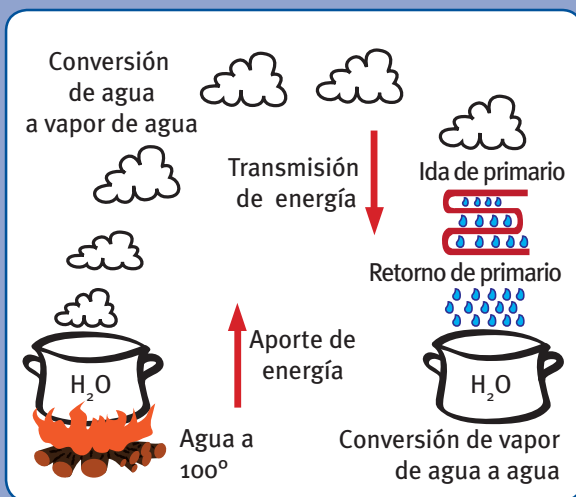 Conversión
de agua
a vapor de agua
Transmisión
de energía
Ida de primario
Retorno de primario
H₂O
Aporte de
energía
Agua a
100º
H₂O
Conversión de vapor
de agua a agua